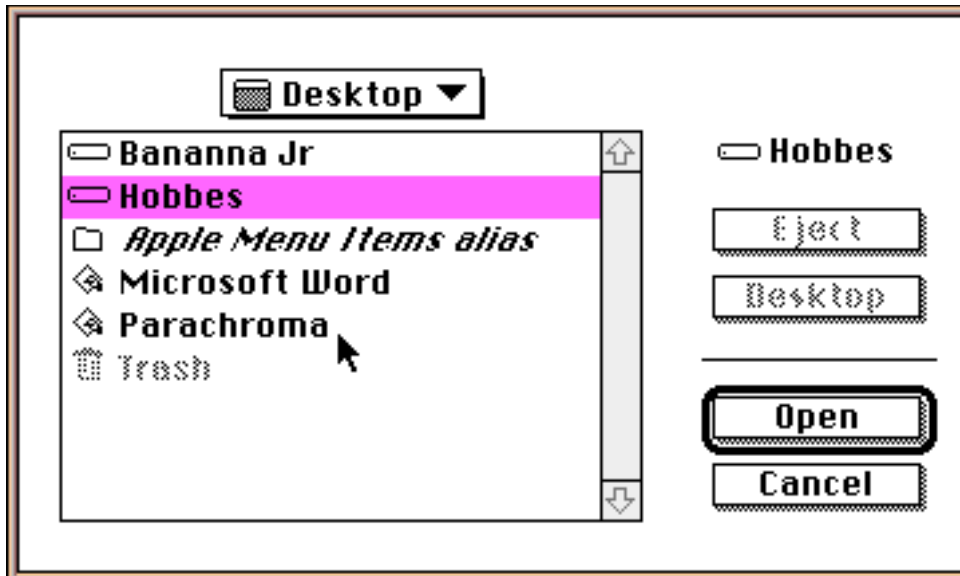 Desktop
Bananna Jr
Hobbes
Apple Menu Items alias
Microsoft Word
Parachroma
Trash
Hobbes
Eject
Desktop
Open
Cancel